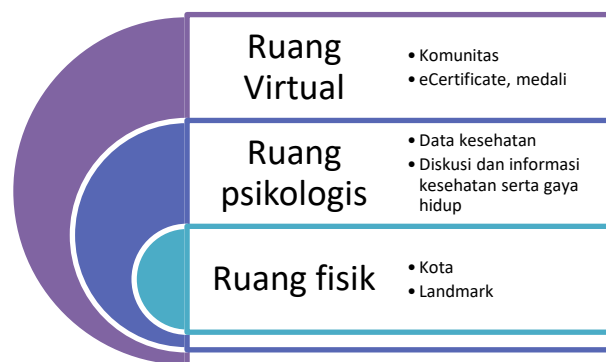 Ruang
Virtual
• Komunitas
• eCertificate, medali
Ruang
psikologis
• Data kesehatan
• Diskusi dan informasi
kesehatan serta gaya
hidup
Ruang fisik
• Kota
• Landmark